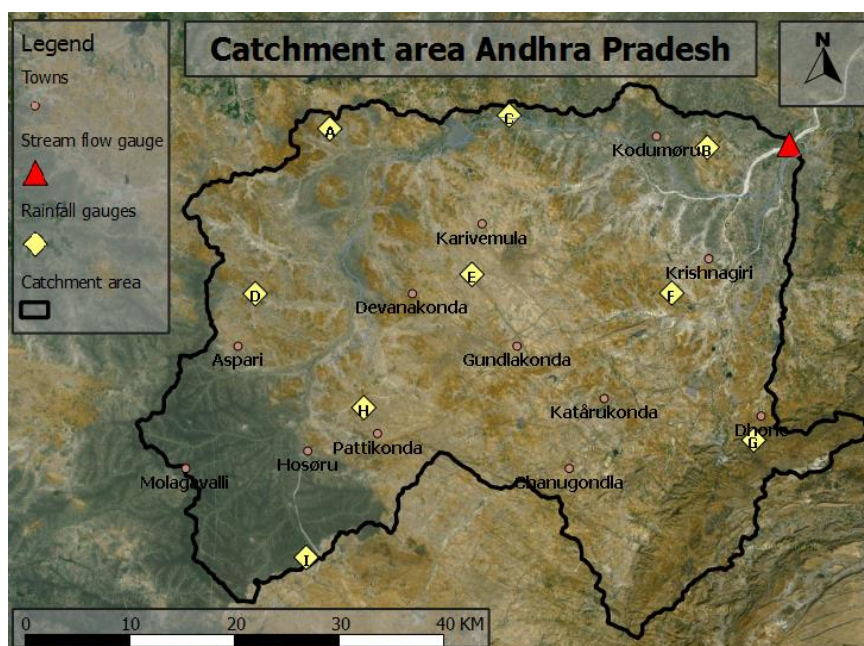 Legend
Towns
Stream flow gauge
Rainfall gauges
Catchment area
Catchment area Andhra Pradesh
N
A
C
Kodumøru
B
Karivemula
Krishnagiri
E
D
F
Devanakonda
Aspari
Gundlakonda
H
Katårukonda
Pattikonda
Dhone
G
Hosøru
Molagavalli
Chanugondla
I
0 10 20 30 40 KM